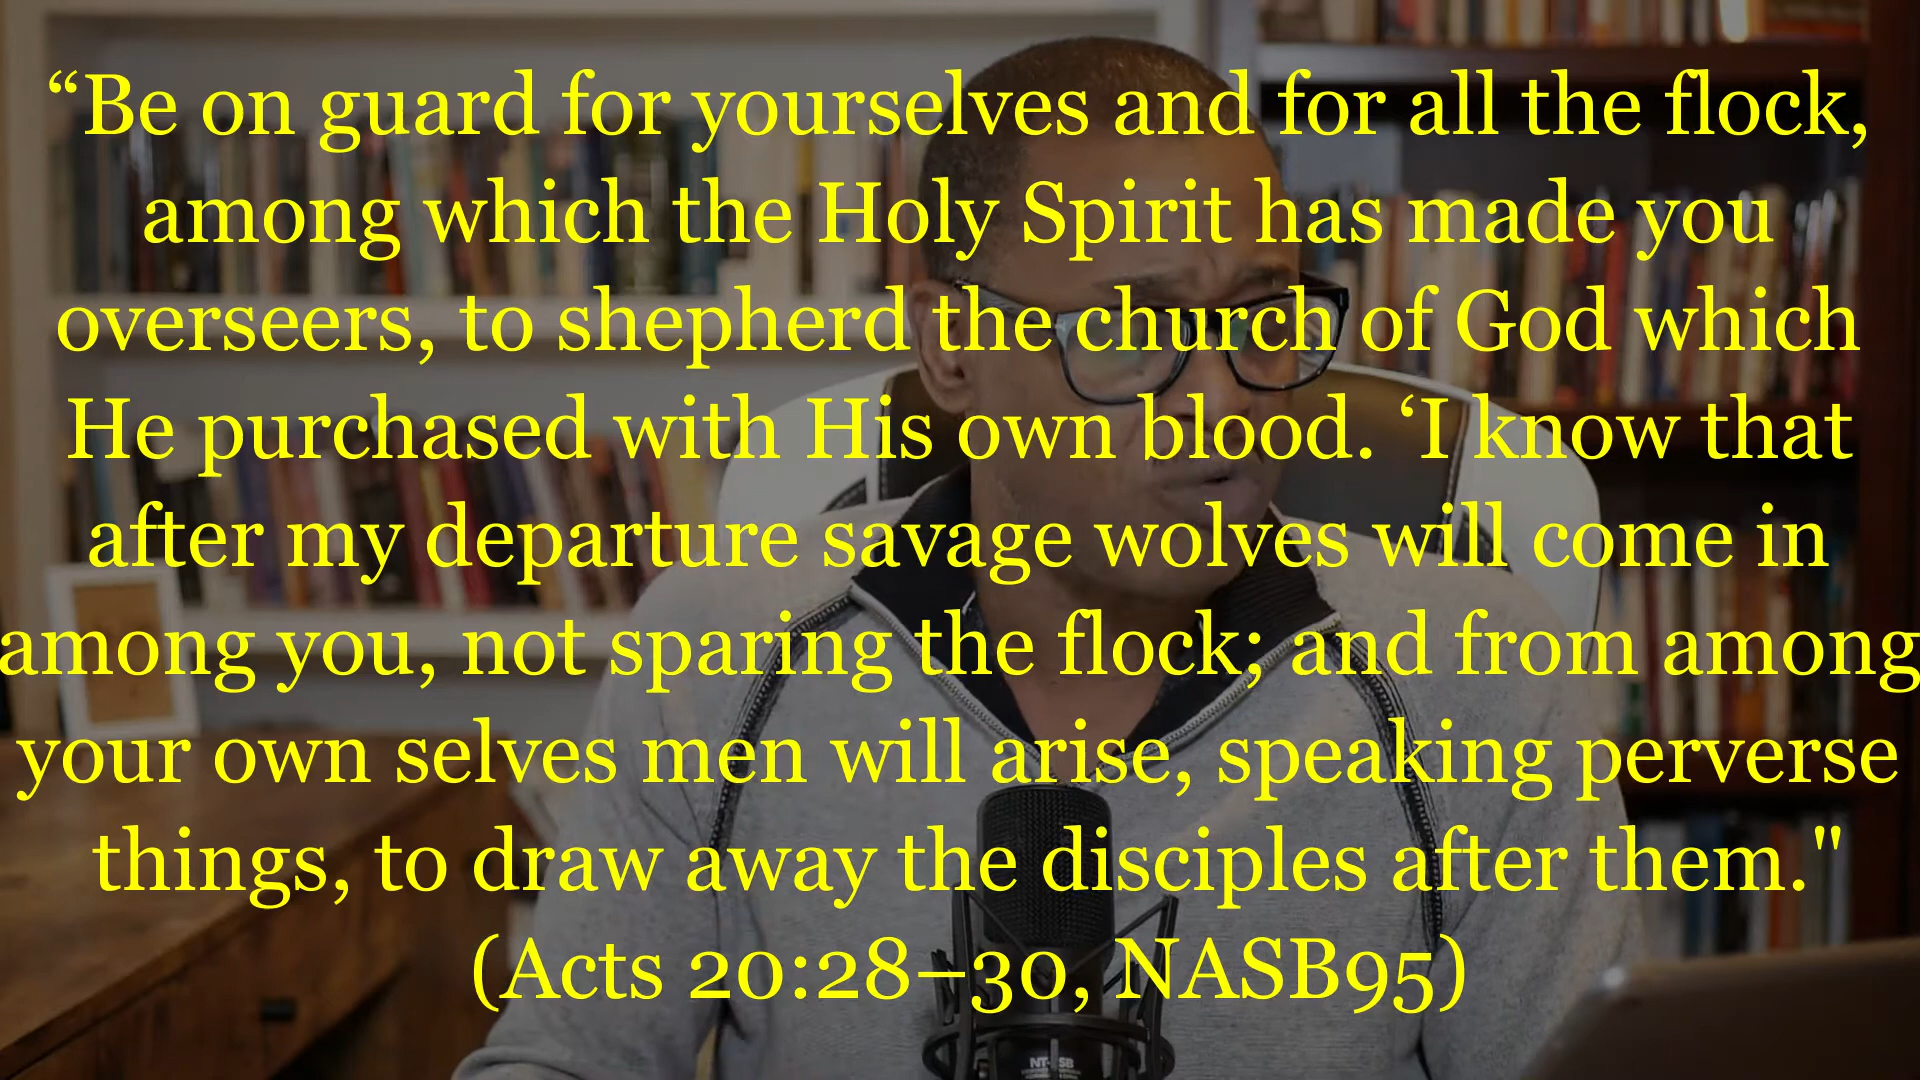 “Be on guard for yourselves and for all the flock,
among which the Holy Spirit has made you
overseers, to shepherd the church of God which
He purchased with His own blood. ‘I know that
after my departure savage wolves will come in
among you, not sparing the flock; and from among
your own selves men will arise, speaking perverse
things, to draw away the disciples after them."
(Acts 20:28–30, NASB95)